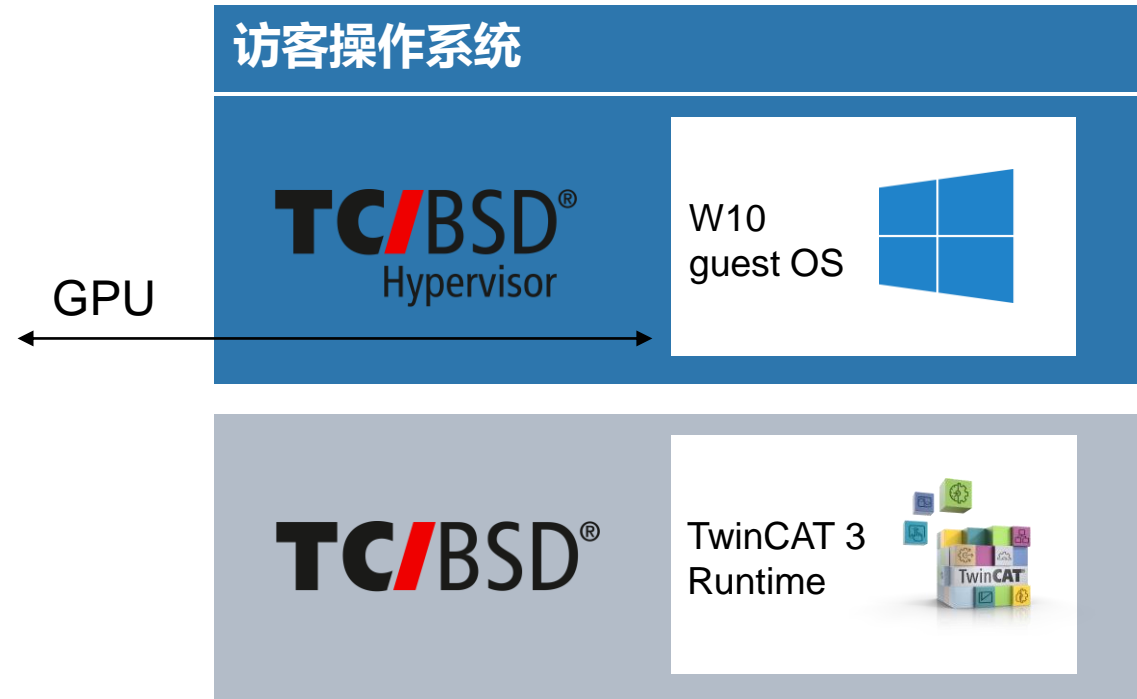 访客操作系统
TC/BSD®
Hypervisor
W10
guest OS
GPU
TC/BSD®
TwinCAT 3
Runtime
TwinCAT